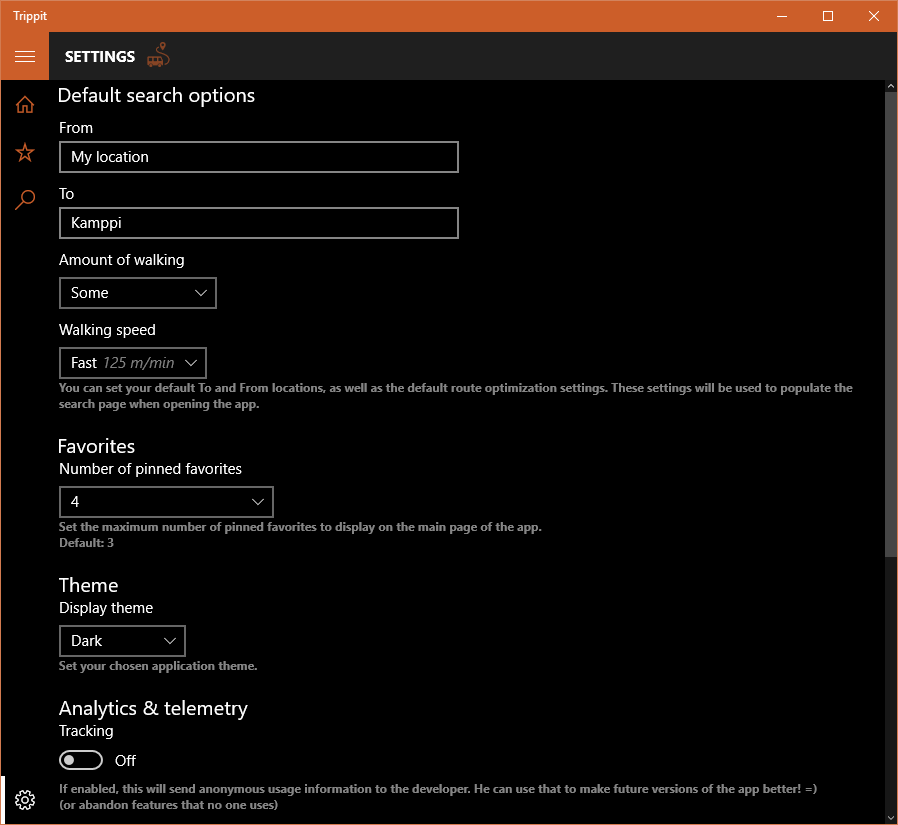 Trippit
SETTINGS
Default search options
From
My location
To
Kamppi
Amount of walking
Some
Walking speed
Fast 125 m/min
You can set your default To and From locations, as well as the default route optimization settings. These settings will be used to populate the
search page when opening the app.
Favorites
Number of pinned favorites
4
Set the maximum number of pinned favorites to display on the main page of the app.
Default: 3
Theme
Display theme
Dark
Set your chosen application theme.
Analytics & telemetry
Tracking
Off
If enabled, this will send anonymous usage information to the developer. He can use that to make future versions of the app better! =)
(or abandon features that no one uses)